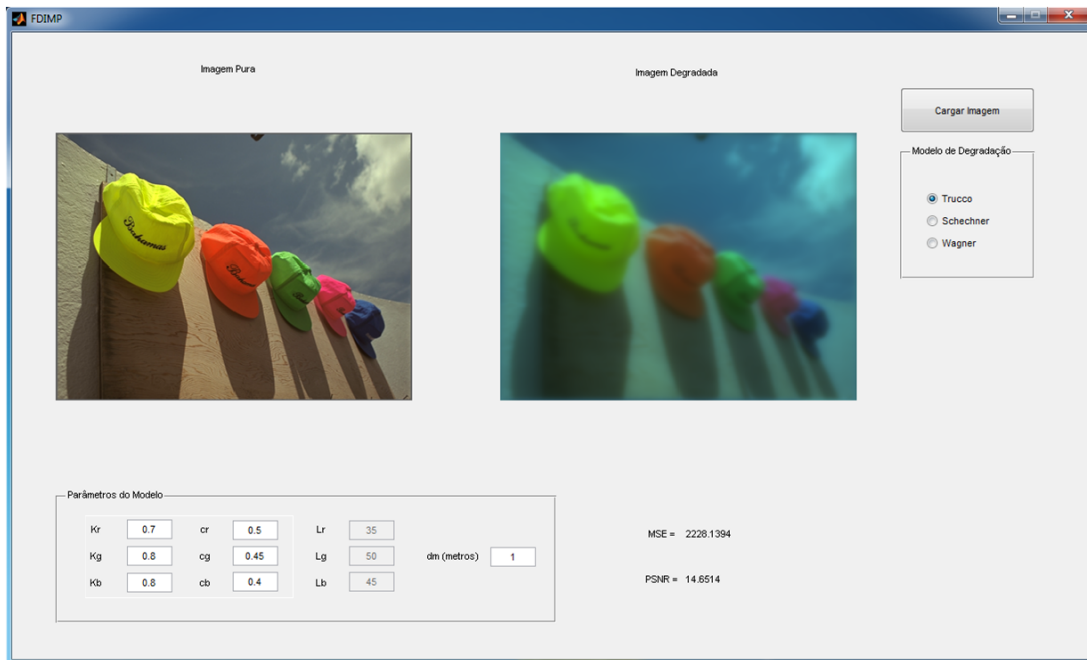 FDIMP
Imagem Pura
Imagem Degradada
Cargar Imagem
Bahamas
Bahamas
Modelo de Degradação
Trucco
Schechner
Wagner
Parâmetros do Modelo
Kr 0.7 cr 0.5 Lr 35
Kg 0.8 cg 0.45 Lg 50 dm (metros) 1
Kb 0.8 cb 0.4 Lb 45
MSE = 2228.1394
PSNR = 14.6514